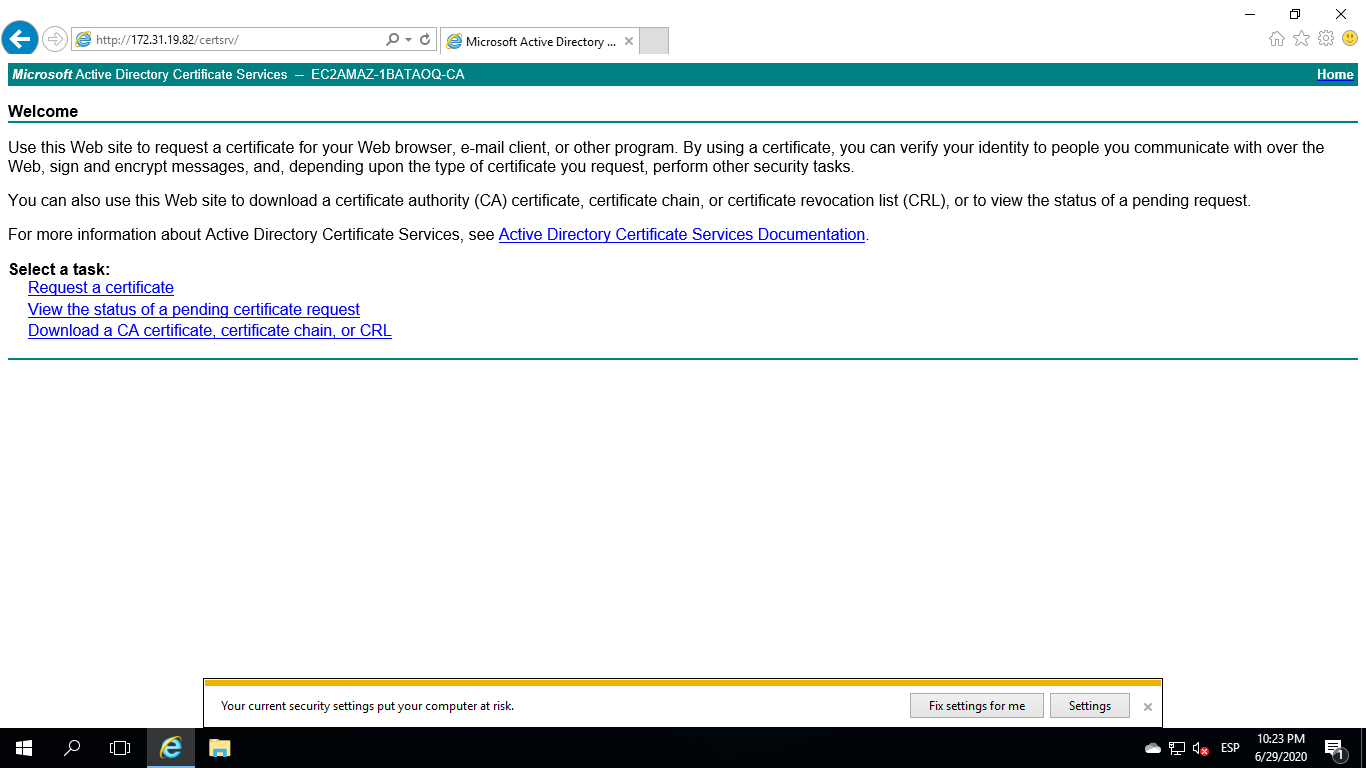 http://172.31.19.82/certsrv/
Microsoft Active Directory ...
Microsoft Active Directory Certificate Services -- EC2AMAZ-1BATAOQ-CA
Home
Welcome
Use this Web site to request a certificate for your Web browser, e-mail client, or other program. By using a certificate, you can verify your identity to people you communicate with over the
Web, sign and encrypt messages, and, depending upon the type of certificate you request, perform other security tasks.
You can also use this Web site to download a certificate authority (CA) certificate, certificate chain, or certificate revocation list (CRL), or to view the status of a pending request.
For more information about Active Directory Certificate Services, see Active Directory Certificate Services Documentation.
Select a task:
Request a certificate
View the status of a pending certificate request
Download a CA certificate, certificate chain, or CRL
Your current security settings put your computer at risk.
Fix settings for me
Settings
ESP
10:23 PM
6/29/2020
1